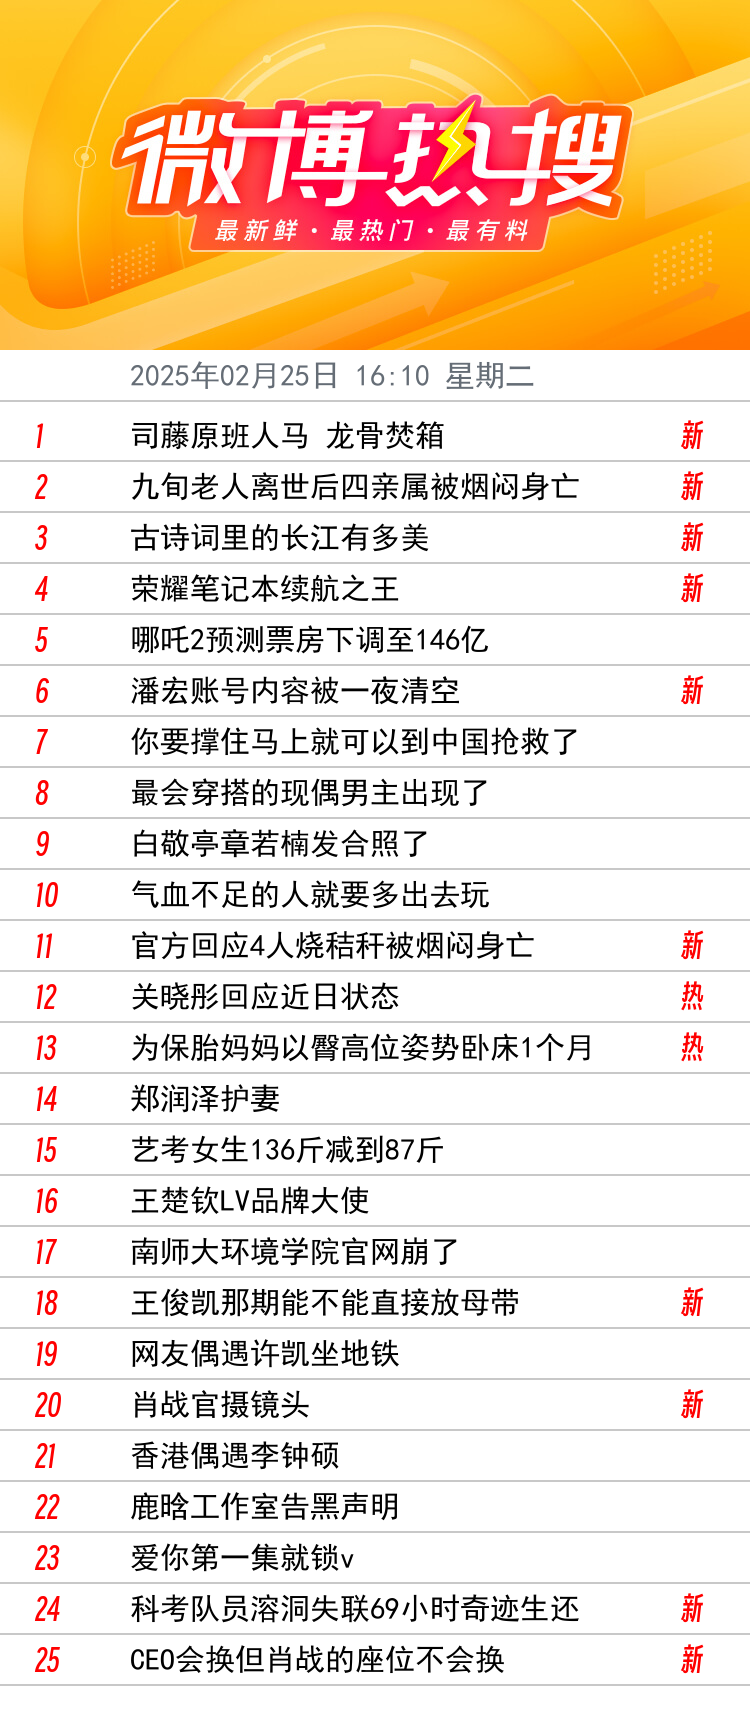 微博热搜
最新鲜·最热门·最有料
2025年02月25日 16:10 星期二
1 司藤原班人马 龙骨焚箱 新
2 九旬老人离世后四亲属被烟闷身亡 新
3 古诗词里的长江有多美 新
4 荣耀笔记本续航之王 新
5 哪吒2预测票房下调至146亿
6 潘宏账号内容被一夜清空 新
7 你要撑住马上就可以到中国抢救了
8 最会穿搭的现偶男主出现了
9 白敬亭章若楠发合照了
10 气血不足的人就要多出去玩
11 官方回应4人烧秸秆被烟闷身亡 新
12 关晓彤回应近日状态 热
13 为保胎妈妈以臀高位姿势卧床1个月 热
14 郑润泽护妻
15 艺考女生136斤减到87斤
16 王楚钦LV品牌大使
17 南师大环境学院官网崩了
18 王俊凯那期能不能直接放母带 新
19 网友偶遇许凯坐地铁
20 肖战官摄镜头 新
21 香港偶遇李钟硕
22 鹿晗工作室告黑声明
23 爱你第一集就锁v
24 科考队员溶洞失联69小时奇迹生还 新
25 CEO会换但肖战的座位不会换 新